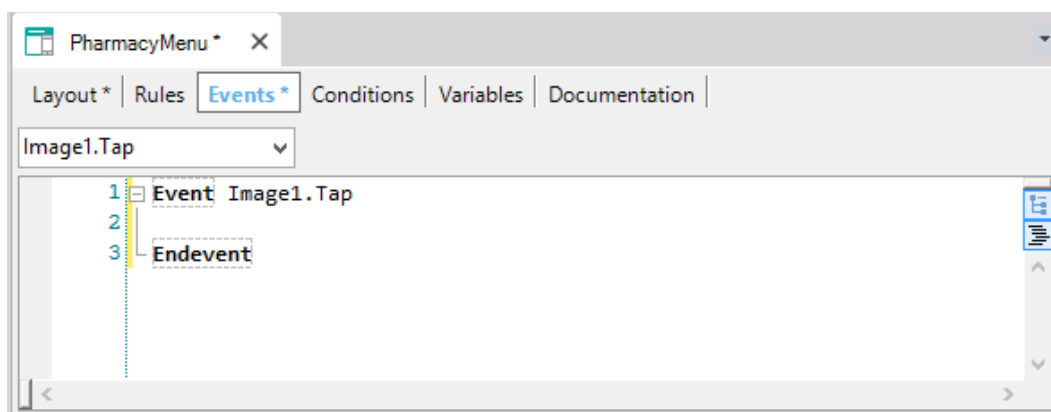 PharmacyMenu*
Layout * Rules Events * Conditions Variables Documentation
Image1.Tap
1 Event Image1.Tap
2
3 Endevent